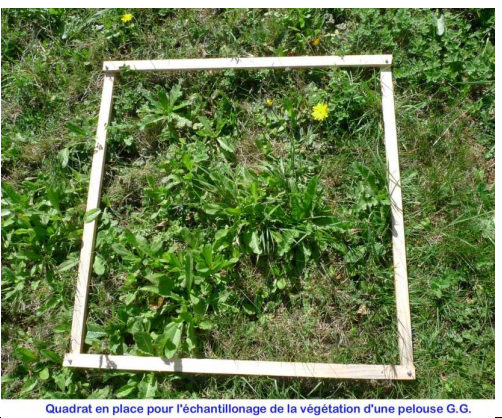 Quadrat en place pour l'échantillonage de la végétation d'une pelouse G.G.